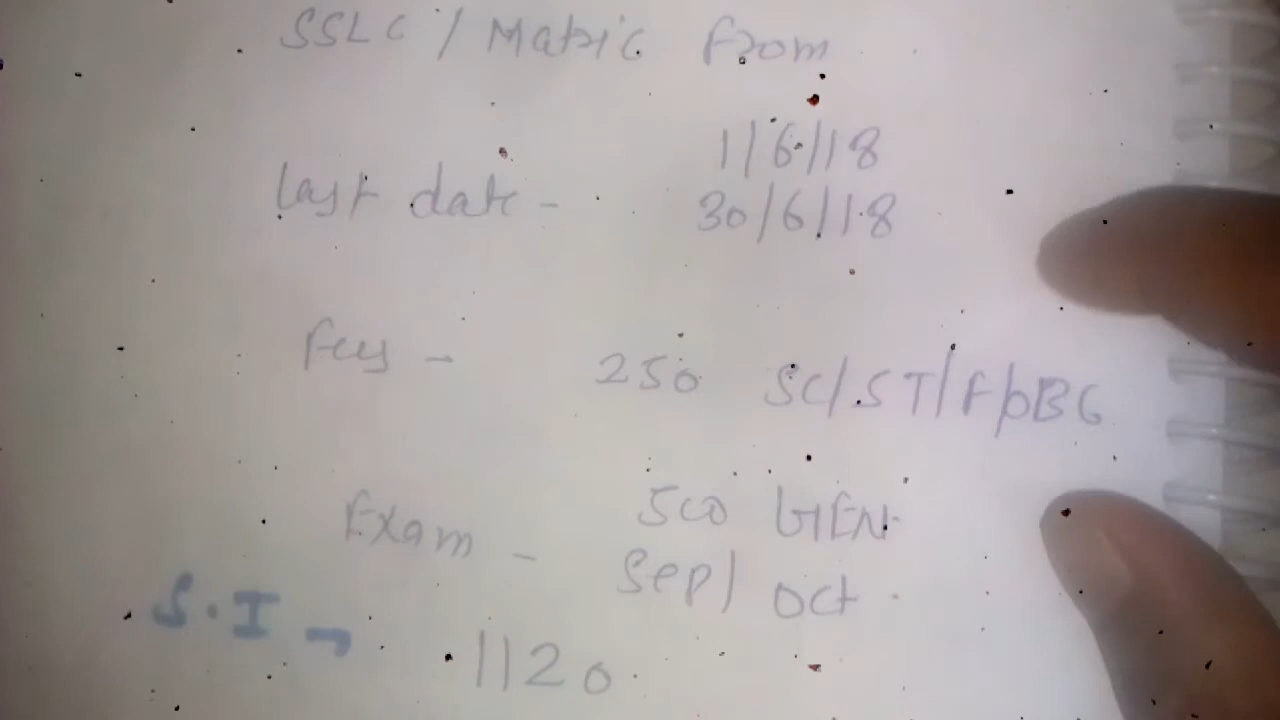 SSLC / Matric from
1/6/18
last date - 30/6/18
Fees - 250 SC/ST/F/OBC
500 GEN.
Exam - Sep/ Oct.
S.I - 1120